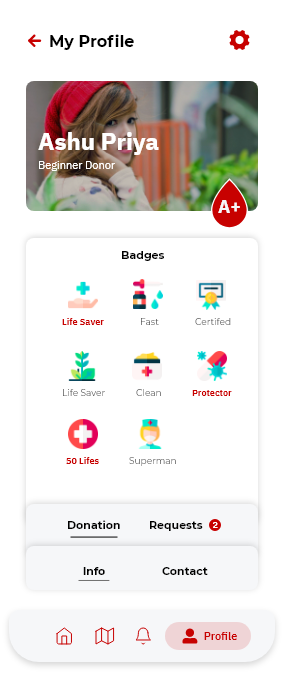 My Profile
Ashu Priya
Beginner Donor
A+
Badges
Life Saver Fast Certifed
Life Saver Clean Protector
50 Lifes Superman
Donation Requests 2
Info Contact
Profile